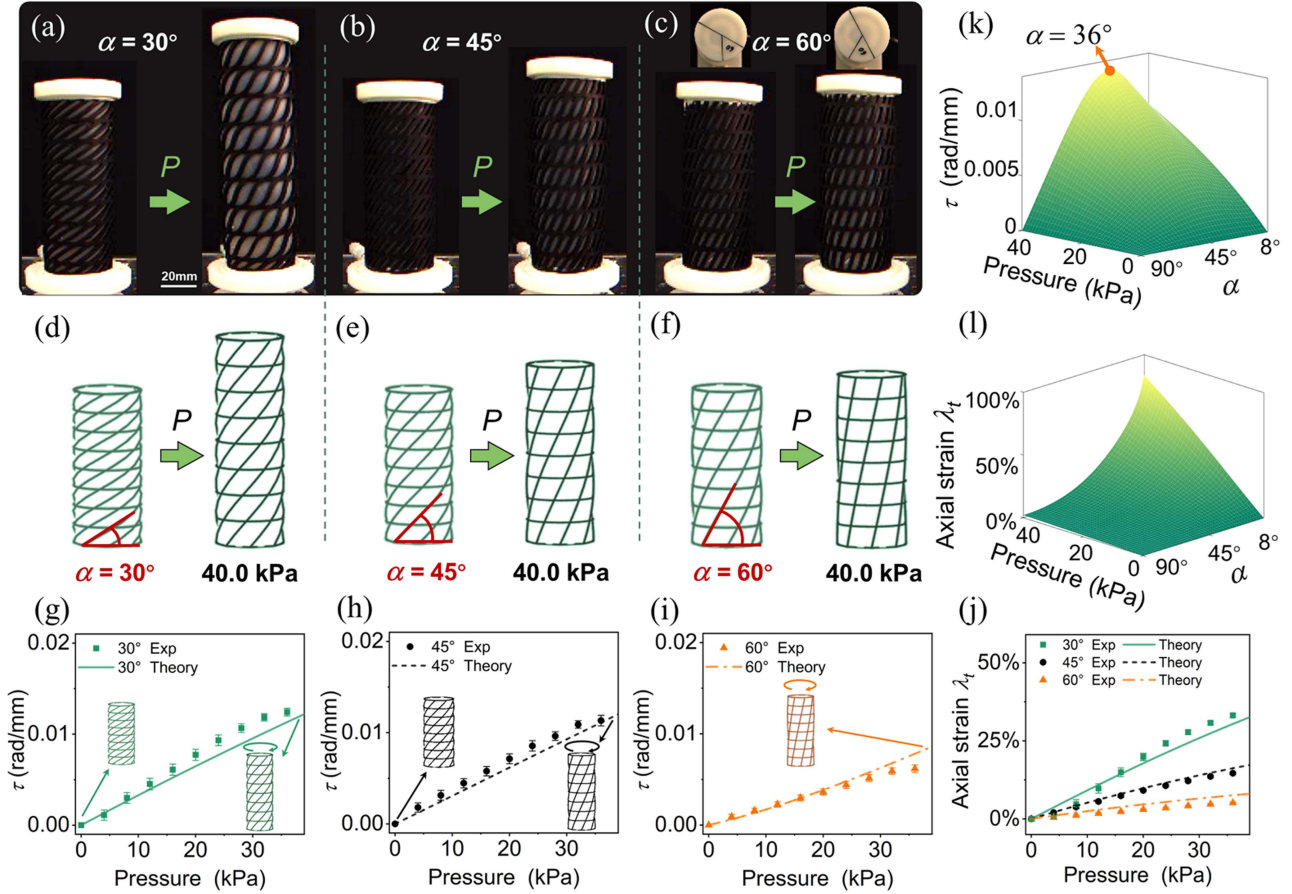 (a)
α = 30°
P
20mm
(b)
α = 45°
P
(c)
α = 60°
P
(k)
α = 36°
τ (rad/mm)
0.01
0.005
0
40
20
0
Pressure (kPa)
90°
45°
8°
α
(d)
P
α = 30°
40.0 kPa
(e)
P
α = 45°
40.0 kPa
(f)
P
α = 60°
40.0 kPa
(l)
Axial strain λt
100%
50%
0%
40
20
0
Pressure (kPa)
90°
45°
8°
α
(g)
τ (rad/mm)
0.02
0.01
0.00
30° Exp
30° Theory
0 10 20 30
Pressure (kPa)
(h)
τ (rad/mm)
0.02
0.01
0.00
45° Exp
45° Theory
0 10 20 30
Pressure (kPa)
(i)
τ (rad/mm)
0.02
0.01
0.00
60° Exp
60° Theory
0 10 20 30
Pressure (kPa)
(j)
Axial strain λt
50%
25%
0%
30° Exp Theory
45° Exp Theory
60° Exp Theory
0 10 20 30
Pressure (kPa)